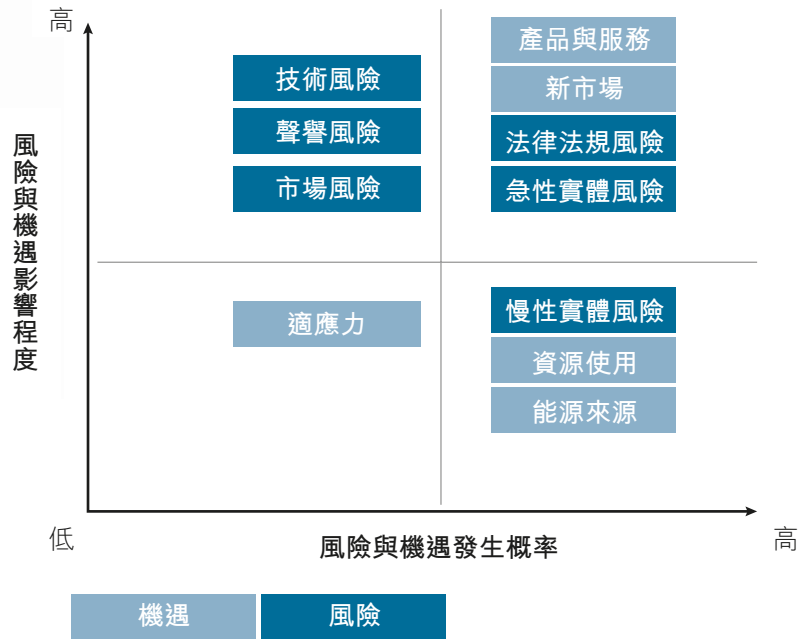 高
產品與服務
新市場
技術風險
聲譽風險
法律法規風險
市場風險
急性實體風險
風險與機遇影響程度
適應力
慢性實體風險
資源使用
能源來源
低
風險與機遇發生概率
高
機遇
風險